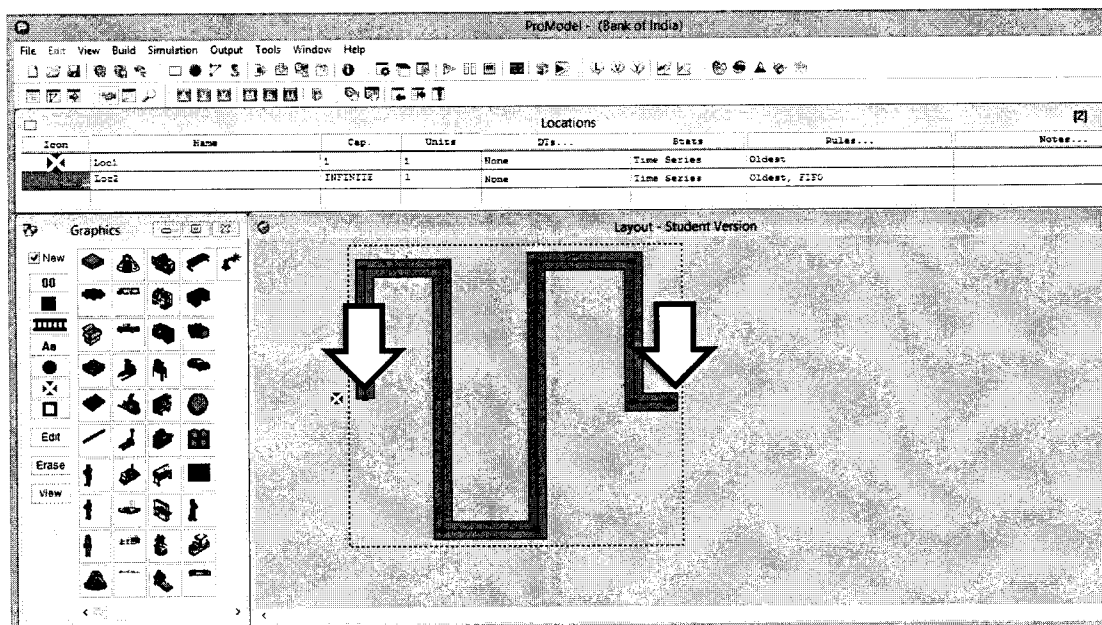 ProModel - (Bank of India)
File Edit View Build Simulation Output Tools Window Help
Locations [2]
Icon Name Cap. Units DTs... Stats Rules... Notes...
Loc1 1 1 None Time Series Oldest
Loc2 INFINITE 1 None Time Series Oldest, FIFO
Graphics
Layout - Student Version
New
Aa
Edit
Erase
View